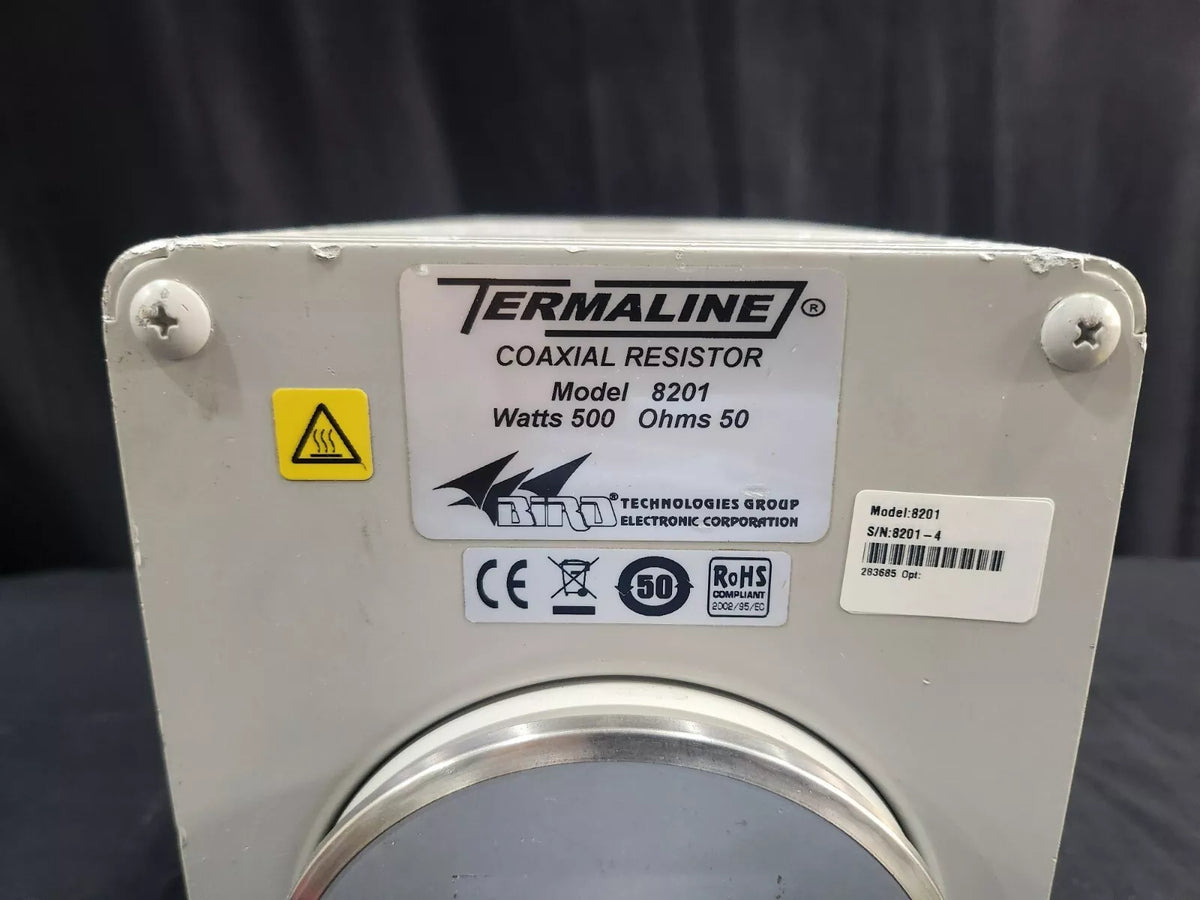 TERMALINE®
COAXIAL RESISTOR
Model 8201
Watts 500 Ohms 50
BIRD® TECHNOLOGIES GROUP
ELECTRONIC CORPORATION
CE
50
RoHS
COMPLIANT
2002/95/EC
Model:8201
S/N:8201-4
283685 Opt: